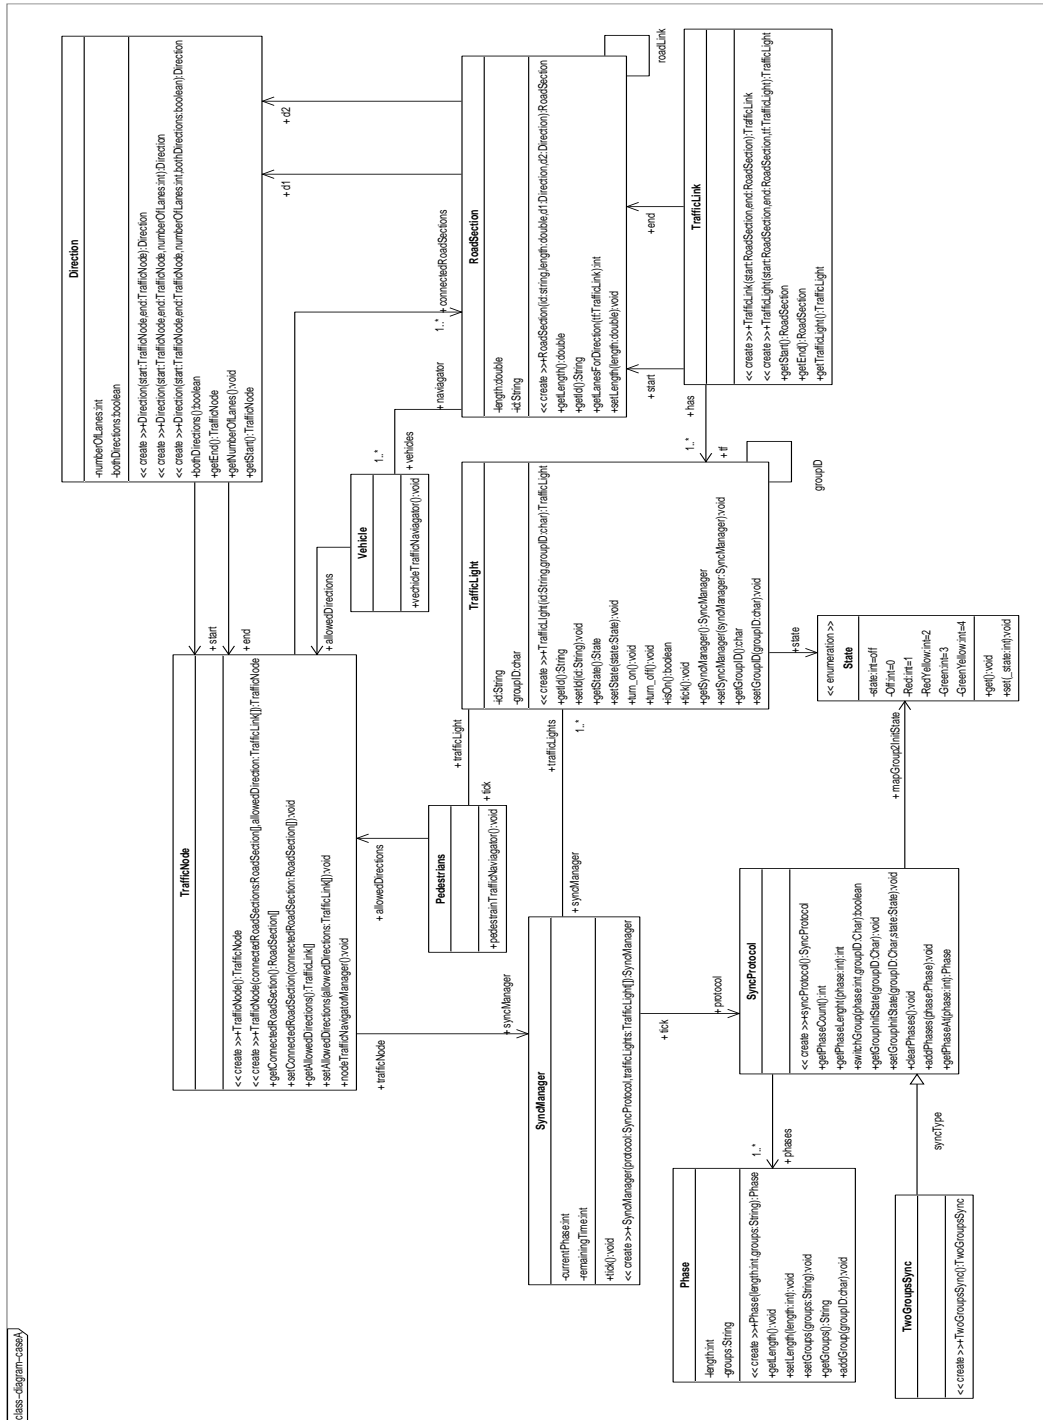 class-diagram-caseA
Direction
-numberOfLanes:int
-bothDirections:boolean
<< create >>+Direction(start:TrafficNode,end:TrafficNode):Direction
<< create >>+Direction(start:TrafficNode,end:TrafficNode,numberOfLanes:int):Direction
<< create >>+Direction(start:TrafficNode,end:TrafficNode,numberOfLanes:int,bothDirections:boolean):Direction
+bothDirections():boolean
+getEnd():TrafficNode
+getNumberOfLanes():void
+getStart():TrafficNode
+ d1
+ d2
+ start
+ end
RoadSection
-length:double
-id:String
<< create >>+RoadSection(id:string,length:double,d1:Direction,d2:Direction):RoadSection
+getLength():double
+getId():String
+getLanesForDirection(tf:TrafficLink):int
+setLength(length:double):void
roadLink
1..*
+ connectedRoadSections
+ naviagator
+ vehicles
1..*
+ start
+ end
TrafficLink
<< create >>+TrafficLink(start:RoadSection,end:RoadSection):TrafficLink
<< create >>+TrafficLight(start:RoadSection,end:RoadSection,tf:TrafficLight):TrafficLight
+getStart():RoadSection
+getEnd():RoadSection
+getTrafficLight():TrafficLight
+ has
1..*
+ tf
Vehicle
+vechicleTrafficNaviagator():void
+ allowedDirections
TrafficNode
<< create >>+TrafficNode():TrafficNode
<< create >>+TrafficNode(connectedRoadSections:RoadSection[],allowedDirection:TrafficLink[]):TrafficNode
+getConnectedRoadSection():RoadSection[]
+setConnectedRoadSection(connectedRoadSection:RoadSection[]):void
+getAllowedDirections():TrafficLink[]
+setAllowedDirections(allowedDirections:TrafficLink[]):void
+nodeTrafficNavigatorManager():void
+ allowedDirections
+ trafficNode
+ syncManager
Pedestrians
+pedestrainTrafficNaviagator():void
+ trafficLight
+ tick
TrafficLight
-id:String
-groupID:char
<< create >>+TrafficLIght(id:String,groupID:char):TrafficLight
+getId():String
+setId(id:String):void
+getState():State
+setState(state:State):void
+turn_on():void
+turn_off():void
+isOn():boolean
+tick():void
+getSyncManager():SyncManager
+setSyncManager(syncManager:SyncManager):void
+getGroupID():char
+setGroupID(groupID:char):void
groupID
+ trafficLights
1..*
+ syncManager
+ state
<< enumeration >>
State
-state:int=off
-Off:int=0
-Red:int=1
-RedYellow:int=2
-Green:int=3
-GreenYellow:int=4
+get():void
+set(_state:int):void
SyncManager
-currentPhase:int
-remainingTime:int
+tick():void
<< create >>+SyncManager(protocol:SyncProtocol,trafficLights:TrafficLight[]):SyncManager
+ tick
+ protocol
SyncProtocol
<< create >>+syncProtocol():SyncProtocol
+getPhaseCount():int
+getPhaseLenght(phase:int):int
+switchGroup(phase:int,groupID:Char):boolean
+getGroupInitState(groupID:Char):void
+setGroupInitState(groupID:Char,state:State):void
+clearPhases():void
+addPhases(phase:Phase):void
+getPhaseAt(phase:int):Phase
+ mapGroup2InitState
1..*
+ phases
Phase
-length:int
-groups:String
<< create >>+Phase(length:int,groups:String):Phase
+getLength():void
+setLength(length:int):void
+setGroups(groups:String):void
+getGroups():String
+addGroup(groupID:char):void
syncType
TwoGroupsSync
<< create >>+TwoGroupsSync():TwoGroupsSync